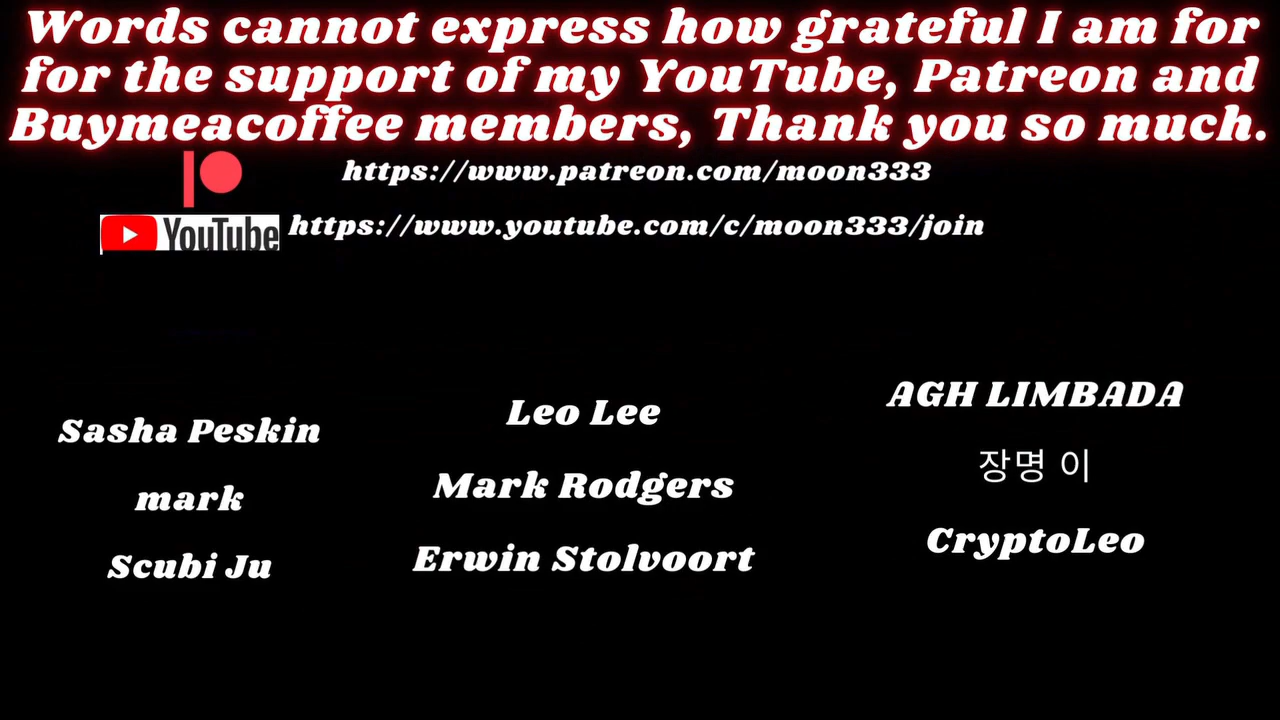 Words cannot express how grateful I am for
for the support of my YouTube, Patreon and
Buymeacoffee members, Thank you so much.
https://www.patreon.com/moon333
YouTube https://www.youtube.com/c/moon333/join
Sasha Peskin
mark
Scubi Ju
Leo Lee
Mark Rodgers
Erwin Stolvoort
AGH LIMBADA
장명 이
CryptoLeo